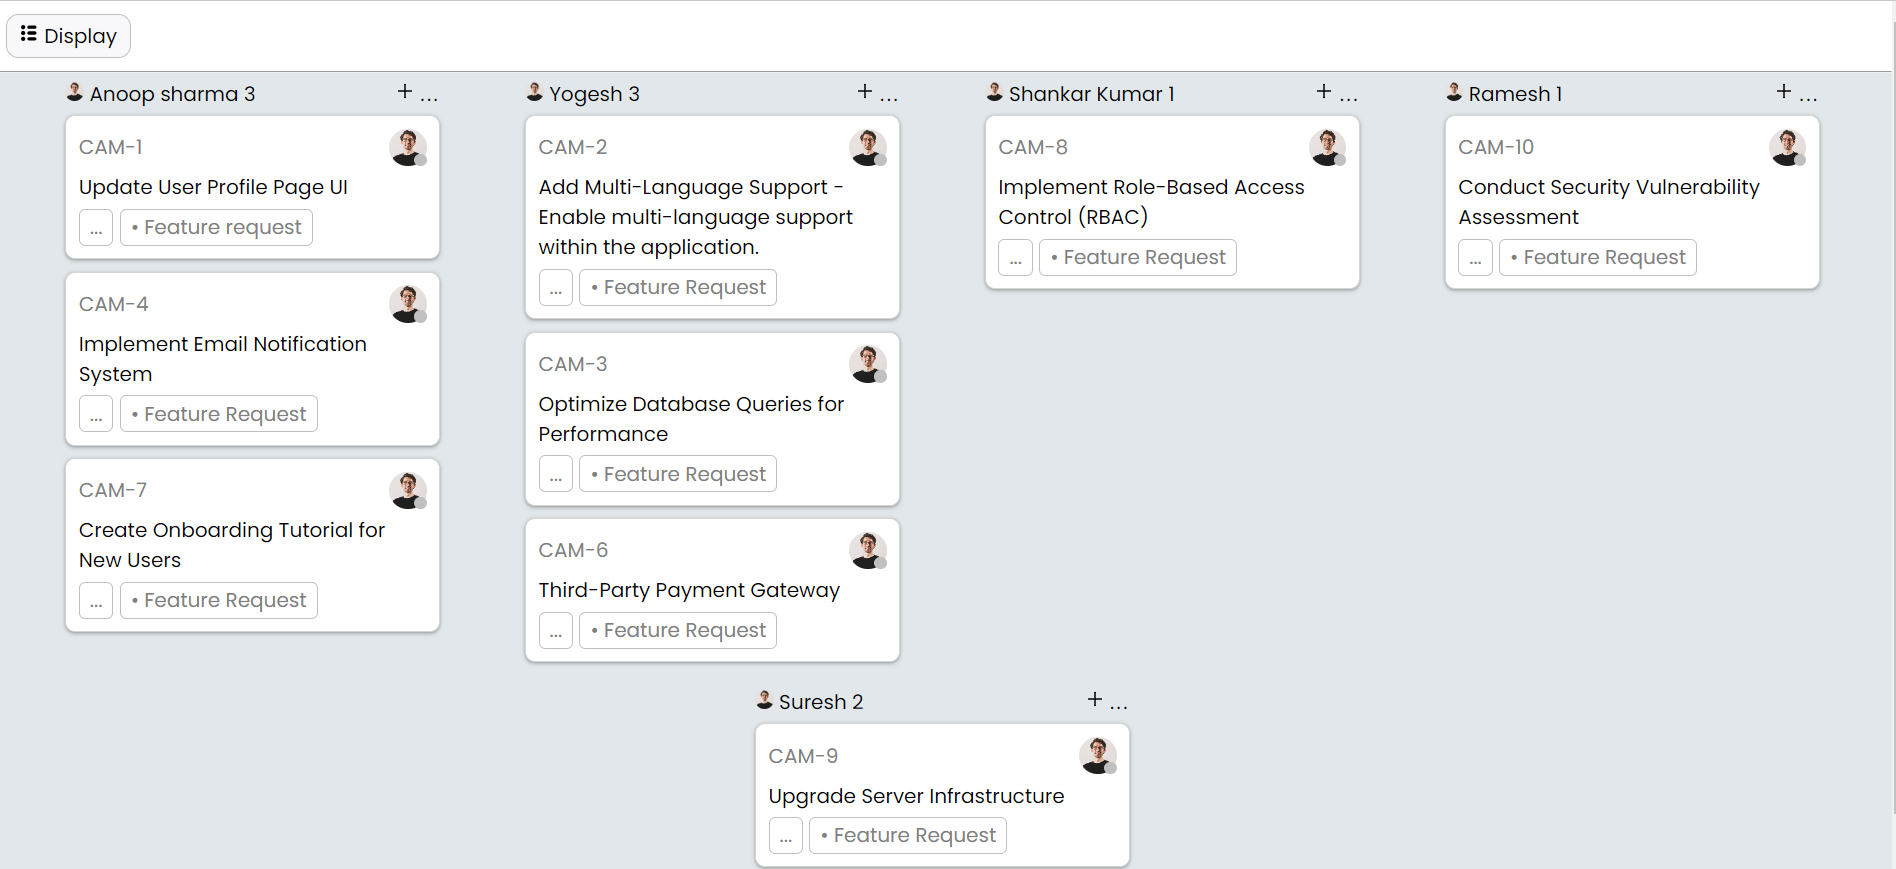 Display
Anoop sharma 3 + ...
CAM-1
Update User Profile Page UI
... • Feature request
CAM-4
Implement Email Notification
System
... • Feature Request
CAM-7
Create Onboarding Tutorial for
New Users
... • Feature Request
Yogesh 3 + ...
CAM-2
Add Multi-Language Support -
Enable multi-language support
within the application.
... • Feature Request
CAM-3
Optimize Database Queries for
Performance
... • Feature Request
CAM-6
Third-Party Payment Gateway
... • Feature Request
Shankar Kumar 1 + ...
CAM-8
Implement Role-Based Access
Control (RBAC)
... • Feature Request
Ramesh 1 + ...
CAM-10
Conduct Security Vulnerability
Assessment
... • Feature Request
Suresh 2 + ...
CAM-9
Upgrade Server Infrastructure
... • Feature Request